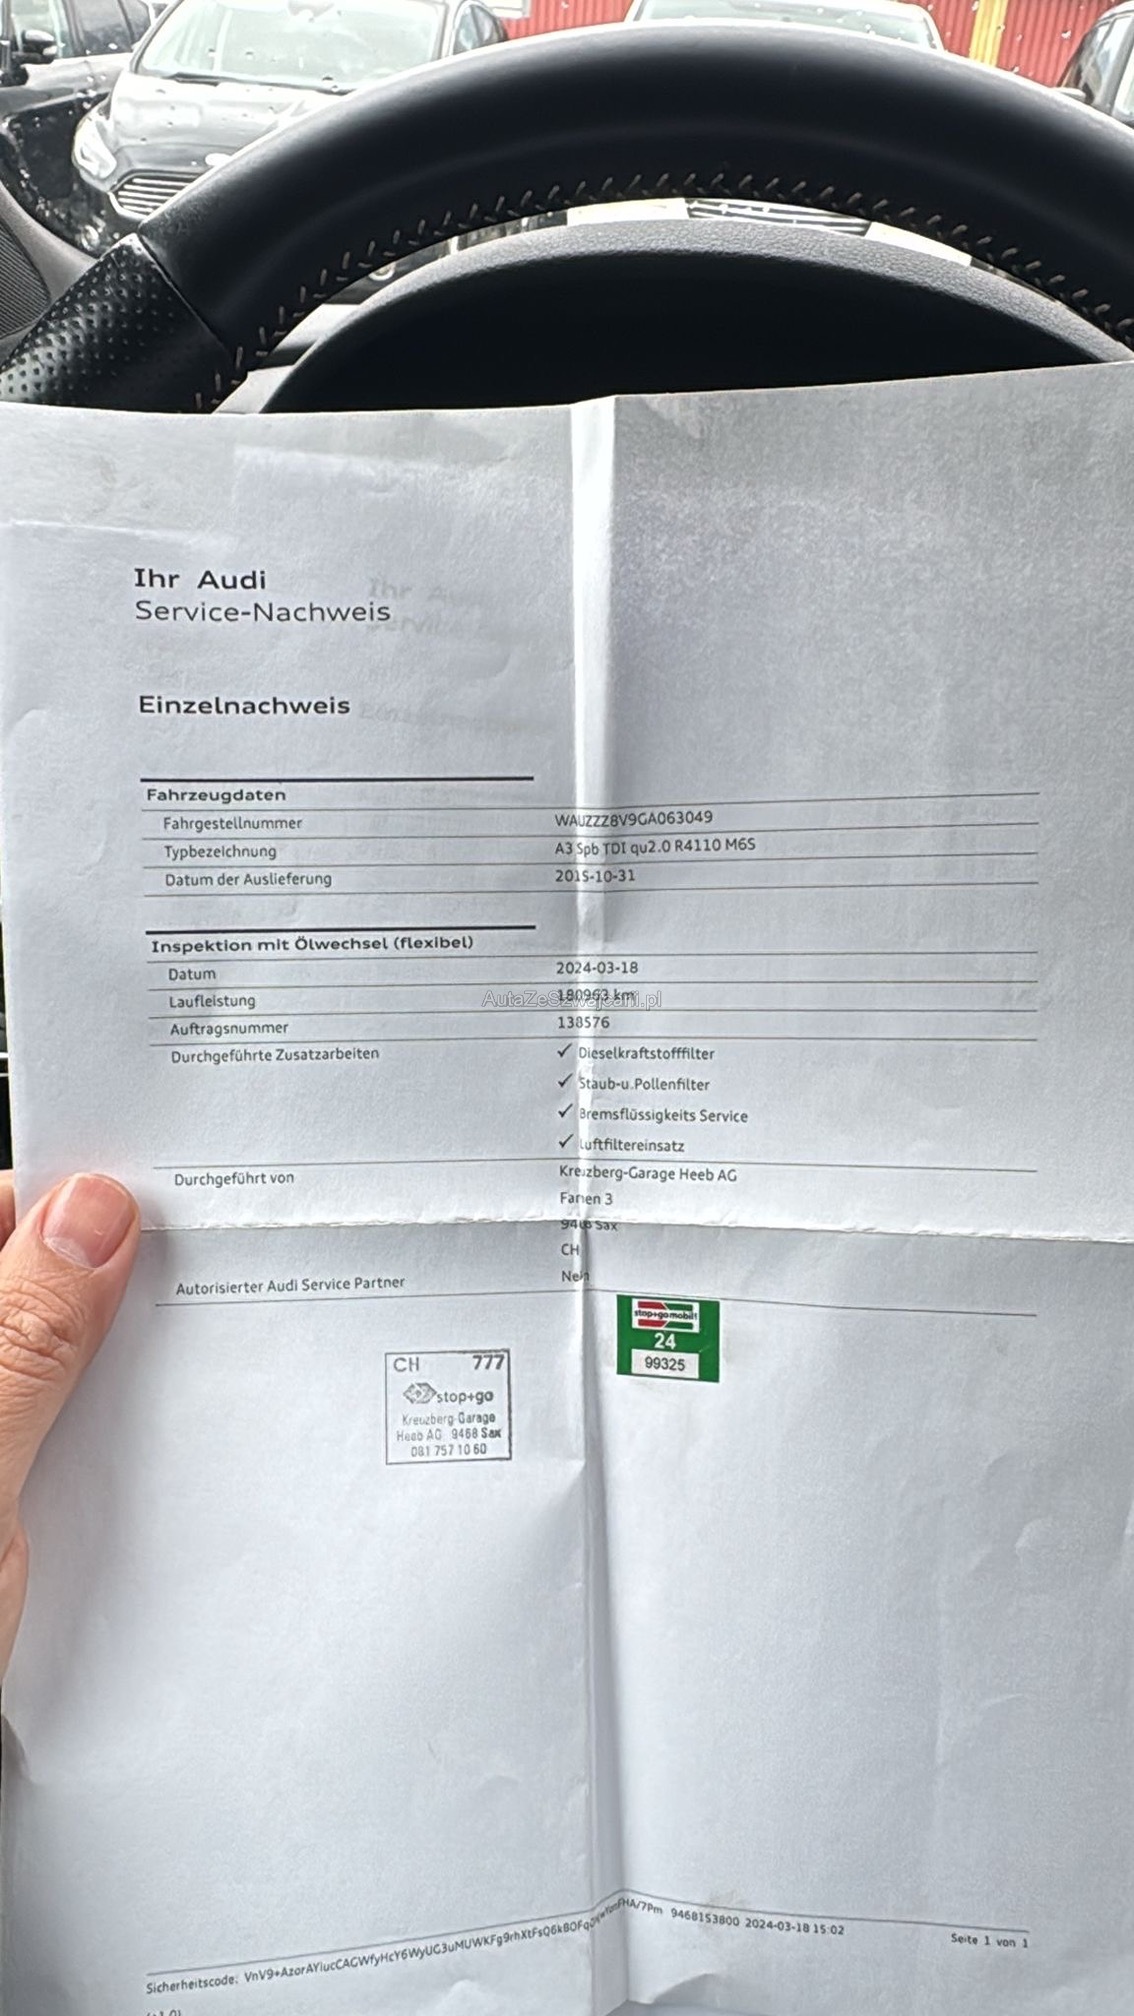 Ihr Audi
Service-Nachweis
Einzelnachweis
Fahrzeugdaten
Fahrgestellnummer WAUZZZ8V9GA063049
Typbezeichnung A3 Spb TDI qu2.0 R4110 M6S
Datum der Auslieferung 2015-10-31
Inspektion mit Ölwechsel (flexibel)
Datum 2024-03-18
Laufleistung 180963 km
AutaZeSzwajcarii.pl
Auftragsnummer 138576
Durchgeführte Zusatzarbeiten ✓ Dieselkraftstofffilter
✓ Staub-u.Pollenfilter
✓ Bremsflüssigkeits Service
✓ Luftfiltereinsatz
Durchgeführt von Kreuzberg-Garage Heeb AG
3
Sax
CH
Autorisierter Audi Service Partner Nein
stop+go mobil!
24
99325
CH 777
stop+go
Kreuzberg-Garage
Heeb AG 9468 Sax
081 757 10 60
Sicherheitscode: 9468153800 2024-03-18 15:02
Seite 1 von 1